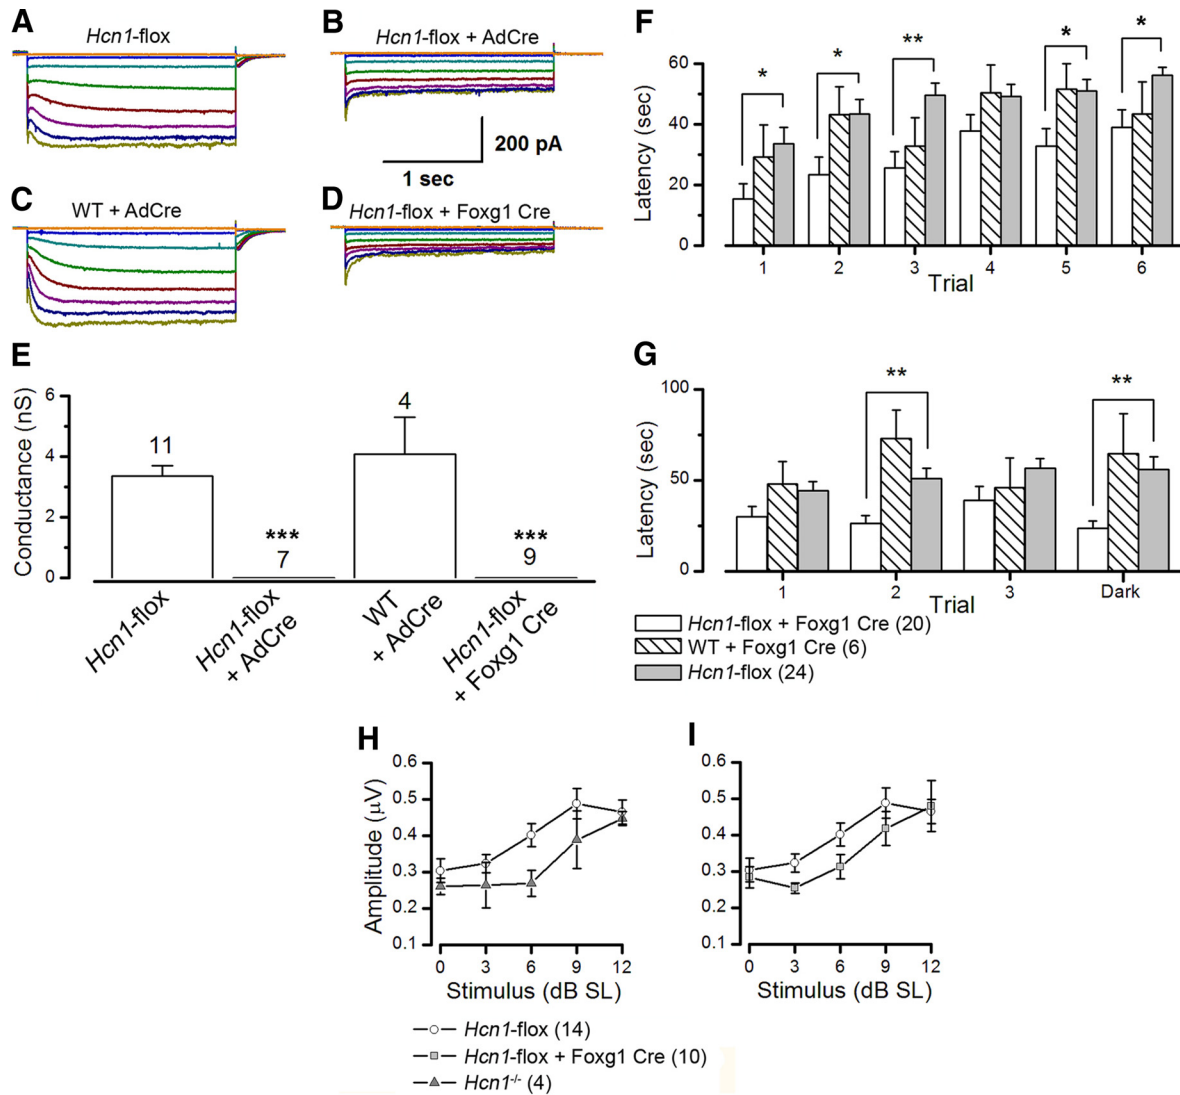 A
Hcn1-flox
B
Hcn1-flox + AdCre
200 pA
1 sec
C
WT + AdCre
D
Hcn1-flox + Foxg1 Cre
E
Conductance (nS)
6
4
2
0
11
***
7
4
***
9
Hcn1-flox
Hcn1-flox
+ AdCre
WT
+ AdCre
Hcn1-flox
+ Foxg1 Cre
F
Latency (sec)
60
40
20
0
*
*
**
*
*
1
2
3
4
5
6
Trial
G
Latency (sec)
100
50
0
**
**
1
2
3
Dark
Trial
Hcn1-flox + Foxg1 Cre (20)
WT + Foxg1 Cre (6)
Hcn1-flox (24)
H
Amplitude (μV)
0.6
0.5
0.4
0.3
0.2
0.1
0
3
6
9
12
Stimulus (dB SL)
I
0.6
0.5
0.4
0.3
0.2
0.1
0
3
6
9
12
Stimulus (dB SL)
Hcn1-flox (14)
Hcn1-flox + Foxg1 Cre (10)
Hcn1-/- (4)